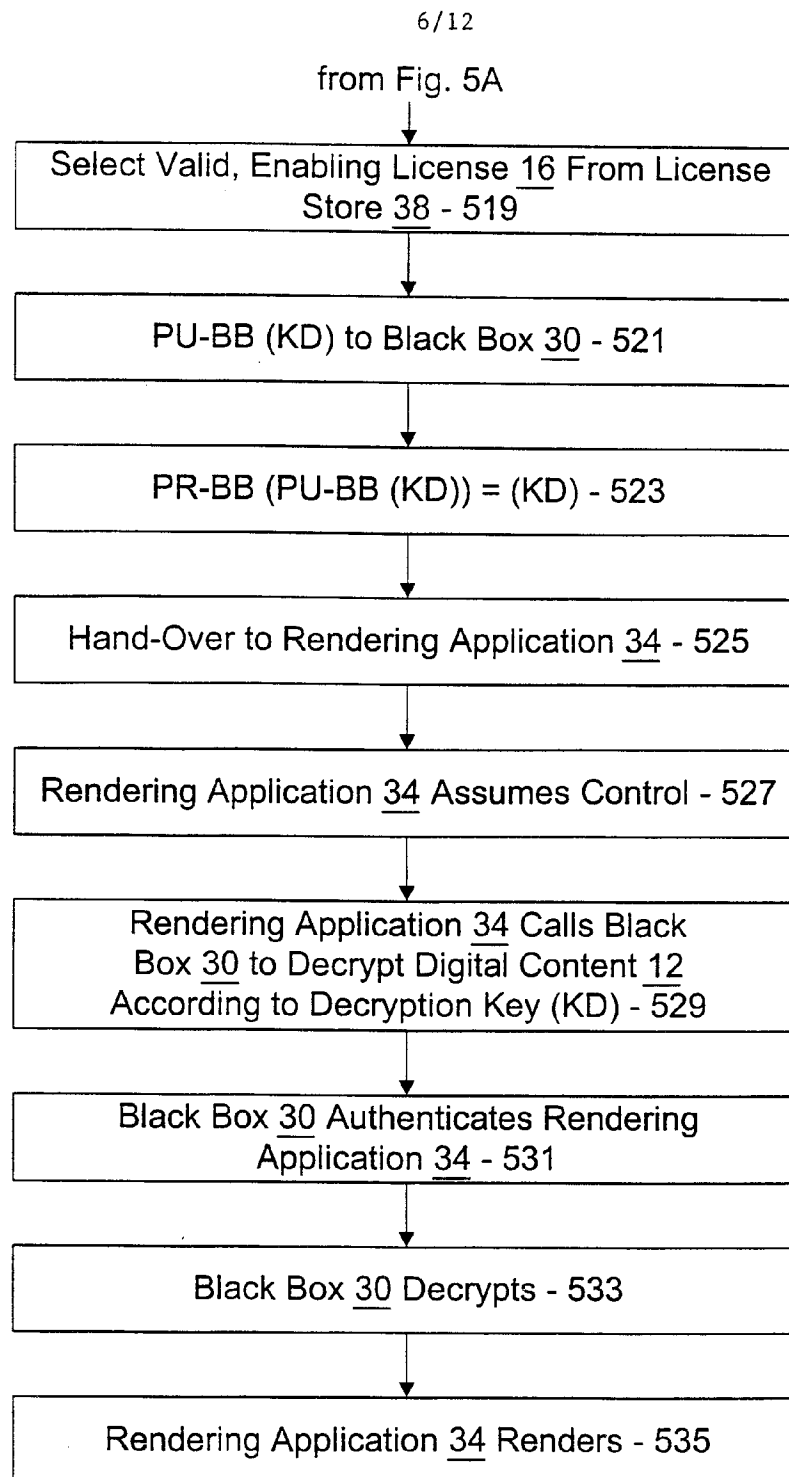 6/12
from Fig. 5A
Select Valid, Enabling License 16 From License
Store 38 - 519
PU-BB (KD) to Black Box 30 - 521
PR-BB (PU-BB (KD)) = (KD) - 523
Hand-Over to Rendering Application 34 - 525
Rendering Application 34 Assumes Control - 527
Rendering Application 34 Calls Black
Box 30 to Decrypt Digital Content 12
According to Decryption Key (KD) - 529
Black Box 30 Authenticates Rendering
Application 34 - 531
Black Box 30 Decrypts - 533
Rendering Application 34 Renders - 535